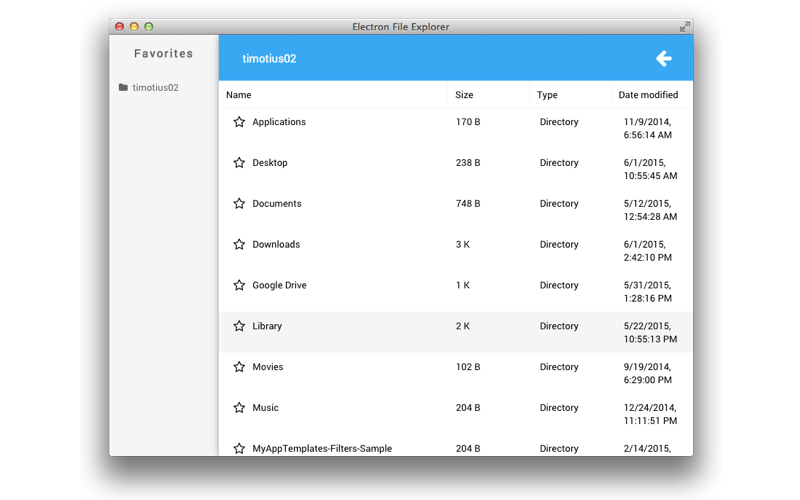 Electron File Explorer
Favorites
timotius02
timotius02
Name Size Type Date modified
Applications 170 B Directory 11/9/2014,
6:56:14 AM
Desktop 238 B Directory 6/1/2015,
10:55:45 AM
Documents 748 B Directory 5/12/2015,
12:54:28 AM
Downloads 3 K Directory 6/1/2015,
2:42:10 PM
Google Drive 1 K Directory 5/31/2015,
1:28:16 PM
Library 2 K Directory 5/22/2015,
10:55:13 PM
Movies 102 B Directory 9/19/2014,
6:29:00 PM
Music 204 B Directory 12/24/2014,
11:11:51 PM
MyAppTemplates-Filters-Sample 204 B Directory 2/14/2015,